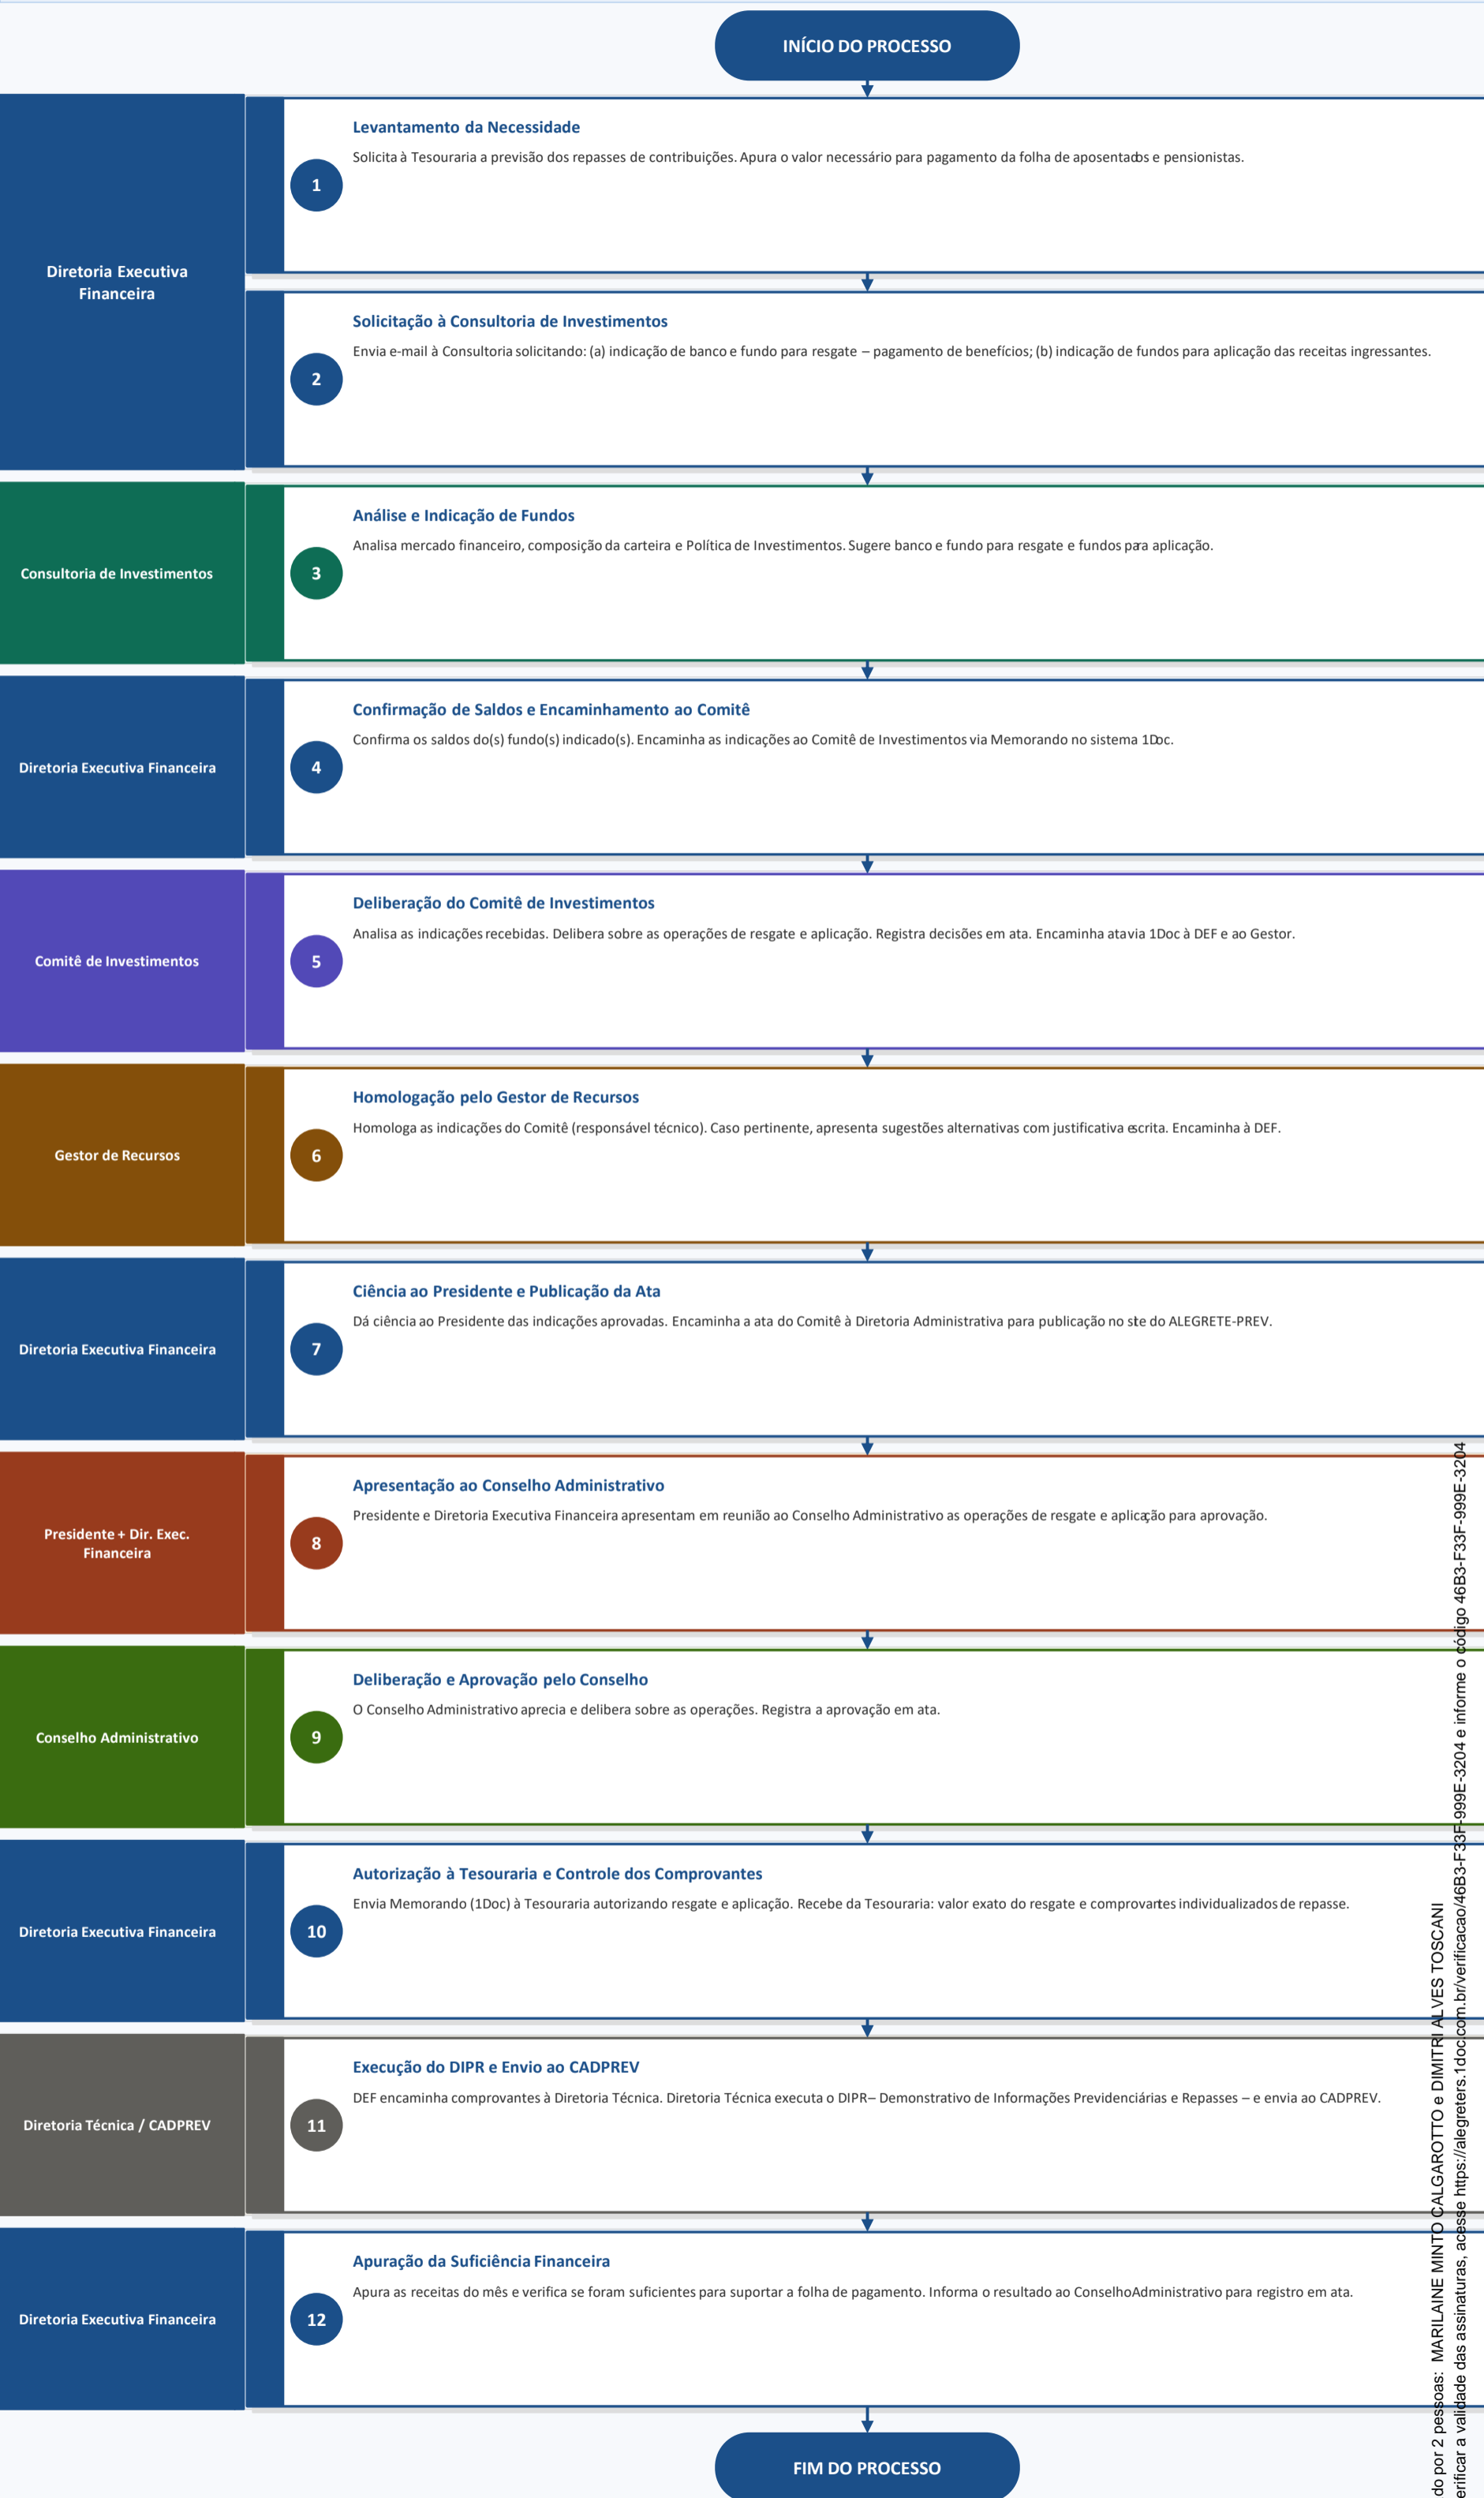 INÍCIO DO PROCESSO
Diretoria Executiva
Financeira
1
Levantamento da Necessidade
Solicita à Tesouraria a previsão dos repasses de contribuições. Apura o valor necessário para pagamento da folha de aposentados e pensionistas.
2
Solicitação à Consultoria de Investimentos
Envia e-mail à Consultoria solicitando: (a) indicação de banco e fundo para resgate – pagamento de benefícios; (b) indicação de fundos para aplicação das receitas ingressantes.
Consultoria de Investimentos
3
Análise e Indicação de Fundos
Analisa mercado financeiro, composição da carteira e Política de Investimentos. Sugere banco e fundo para resgate e fundos para aplicação.
Diretoria Executiva Financeira
4
Confirmação de Saldos e Encaminhamento ao Comitê
Confirma os saldos do(s) fundo(s) indicado(s). Encaminha as indicações ao Comitê de Investimentos via Memorando no sistema 1Doc.
Comitê de Investimentos
5
Deliberação do Comitê de Investimentos
Analisa as indicações recebidas. Delibera sobre as operações de resgate e aplicação. Registra decisões em ata. Encaminha ata via 1Doc à DEF e ao Gestor.
Gestor de Recursos
6
Homologação pelo Gestor de Recursos
Homologa as indicações do Comitê (responsável técnico). Caso pertinente, apresenta sugestões alternativas com justificativa escrita. Encaminha à DEF.
Diretoria Executiva Financeira
7
Ciência ao Presidente e Publicação da Ata
Dá ciência ao Presidente das indicações aprovadas. Encaminha a ata do Comitê à Diretoria Administrativa para publicação no site do ALEGRETE-PREV.
Presidente + Dir. Exec.
Financeira
8
Apresentação ao Conselho Administrativo
Presidente e Diretoria Executiva Financeira apresentam em reunião ao Conselho Administrativo as operações de resgate e aplicação para aprovação.
Conselho Administrativo
9
Deliberação e Aprovação pelo Conselho
O Conselho Administrativo aprecia e delibera sobre as operações. Registra a aprovação em ata.
Diretoria Executiva Financeira
10
Autorização à Tesouraria e Controle dos Comprovantes
Envia Memorando (1Doc) à Tesouraria autorizando resgate e aplicação. Recebe da Tesouraria: valor exato do resgate e comprovantes individualizados de repasse.
Diretoria Técnica / CADPREV
11
Execução do DIPR e Envio ao CADPREV
DEF encaminha comprovantes à Diretoria Técnica. Diretoria Técnica executa o DIPR– Demonstrativo de Informações Previdenciárias e Repasses – e envia ao CADPREV.
Diretoria Executiva Financeira
12
Apuração da Suficiência Financeira
Apura as receitas do mês e verifica se foram suficientes para suportar a folha de pagamento. Informa o resultado ao Conselho Administrativo para registro em ata.
FIM DO PROCESSO
do por 2 pessoas: MARILAINE MINTO CALGAROTTO e DIMITRI ALVES TOSCANI
erificar a validade das assinaturas, acesse https://alegreters.1doc.com.br/verificacao/46B3-F33F-999E-3204 e informe o código 46B3-F33F-999E-3204